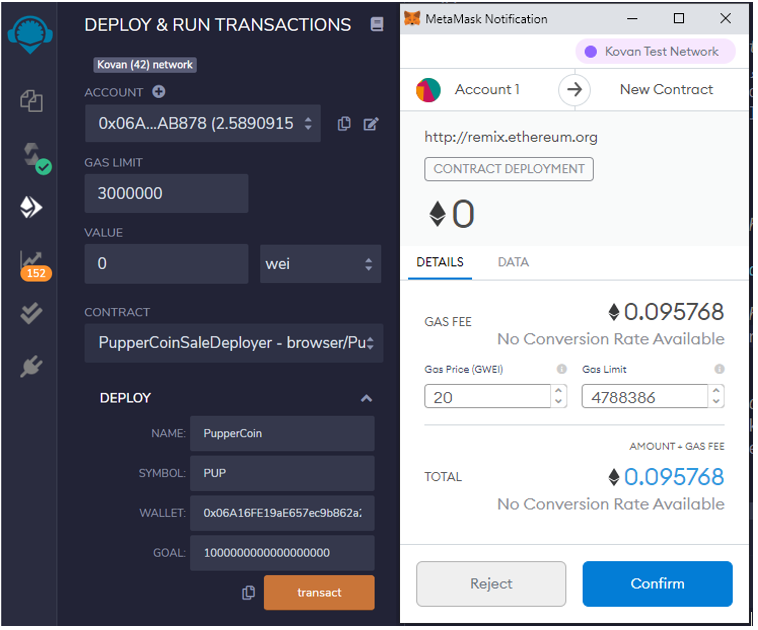 DEPLOY & RUN TRANSACTIONS
Kovan (42) network
ACCOUNT
0x06A...AB878 (2.5890915
GAS LIMIT
3000000
VALUE
0
wei
152
CONTRACT
PupperCoinSaleDeployer - browser/Pu
DEPLOY
NAME: PupperCoin
SYMBOL: PUP
WALLET: 0x06A16FE19aE657ec9b862a
GOAL: 1000000000000000000
transact
MetaMask Notification
Kovan Test Network
Account 1
New Contract
http://remix.ethereum.org
CONTRACT DEPLOYMENT
0
DETAILS
DATA
GAS FEE
0.095768
No Conversion Rate Available
Gas Price (GWEI)
Gas Limit
20
4788386
AMOUNT + GAS FEE
TOTAL
0.095768
No Conversion Rate Available
Reject
Confirm